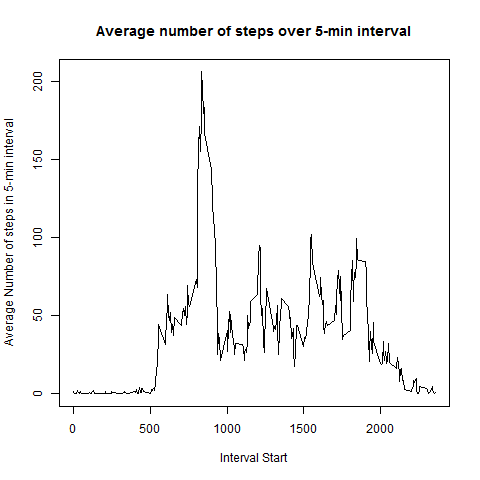 Average number of steps over 5-min interval
Average Number of steps in 5-min interval
200
150
100
50
0
0 500 1000 1500 2000
Interval Start